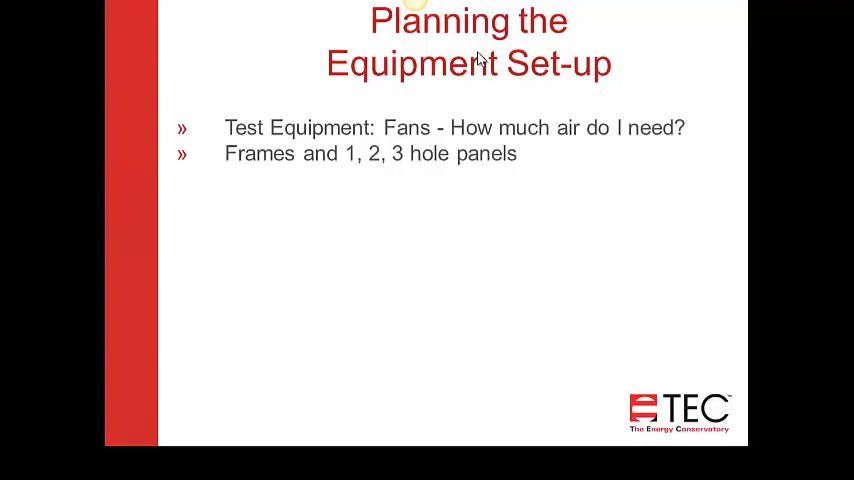 Planning the
Equipment Set-up
» Test Equipment: Fans - How much air do I need?
» Frames and 1, 2, 3 hole panels
TEC™
The Energy Conservatory